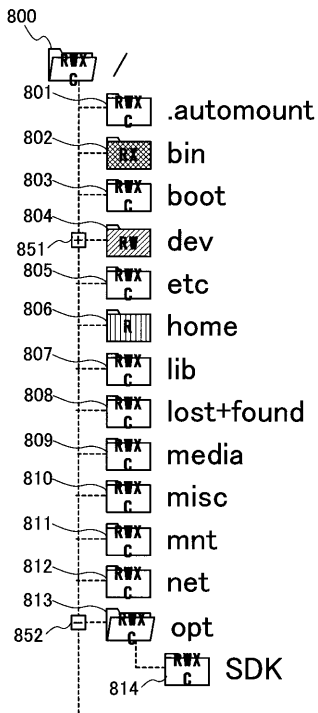 800
RWX
C
/
801
RWX
C
.automount
802
RX
bin
803
RWX
C
boot
804
RW
dev
851
+
805
RWX
C
etc
806
R
home
807
RWX
C
lib
808
RWX
C
lost+found
809
RWX
C
media
810
RWX
C
misc
811
RWX
C
mnt
812
RWX
C
net
813
RWX
C
opt
852
−
RWX
C
SDK
814